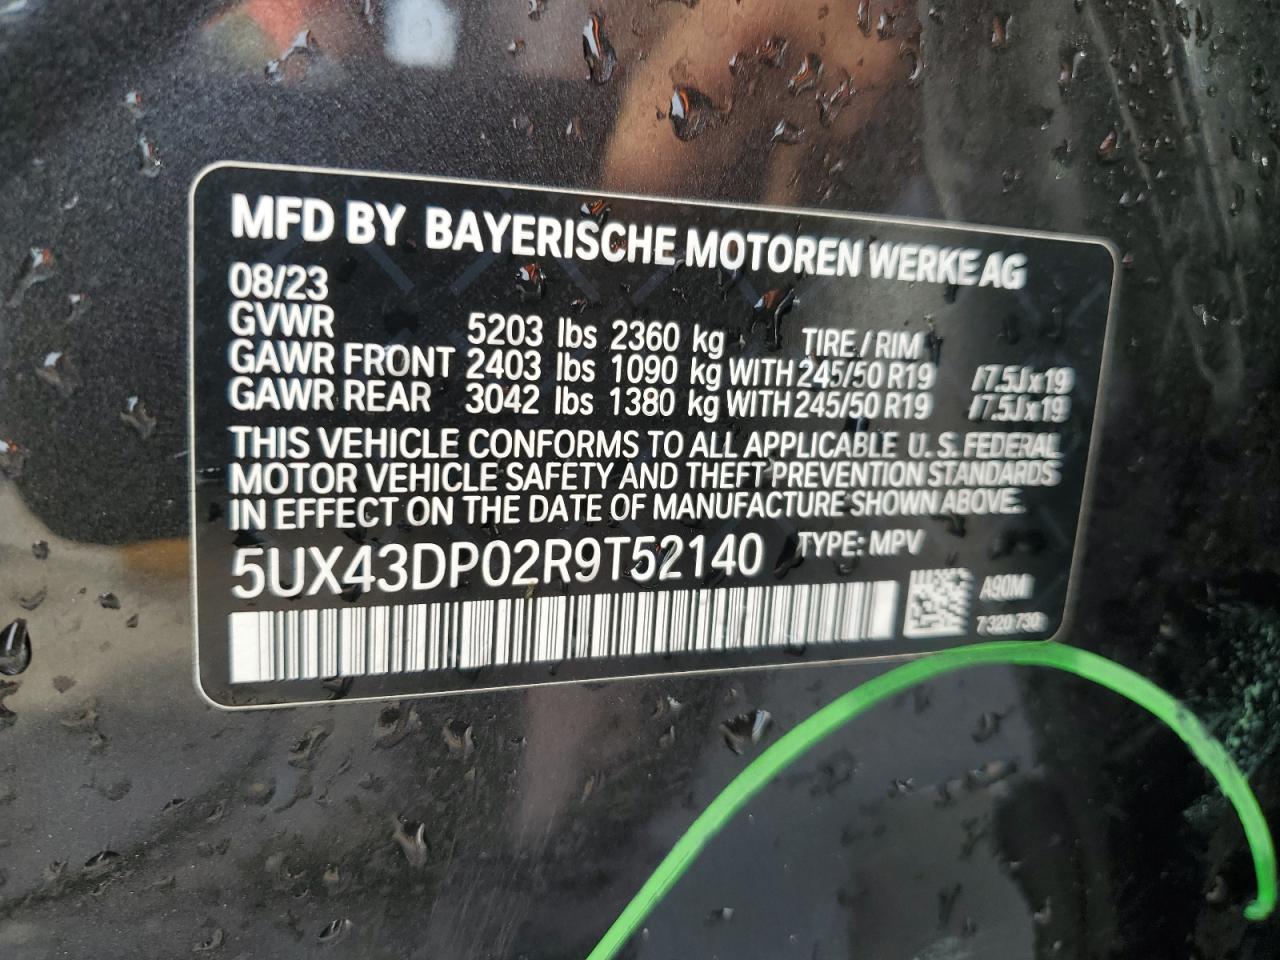 MFD BY BAYERISCHE MOTOREN WERKE AG
08/23
GVWR 5203 lbs 2360 kg TIRE / RIM
GAWR FRONT 2403 lbs 1090 kg WITH 245/50 R19 /7.5Jx19
GAWR REAR 3042 lbs 1380 kg WITH 245/50 R19 /7.5Jx19
THIS VEHICLE CONFORMS TO ALL APPLICABLE U.S. FEDERAL
MOTOR VEHICLE SAFETY AND THEFT PREVENTION STANDARDS
IN EFFECT ON THE DATE OF MANUFACTURE SHOWN ABOVE.
5UX43DP02R9T52140 TYPE: MPV
A90M
7 320 730